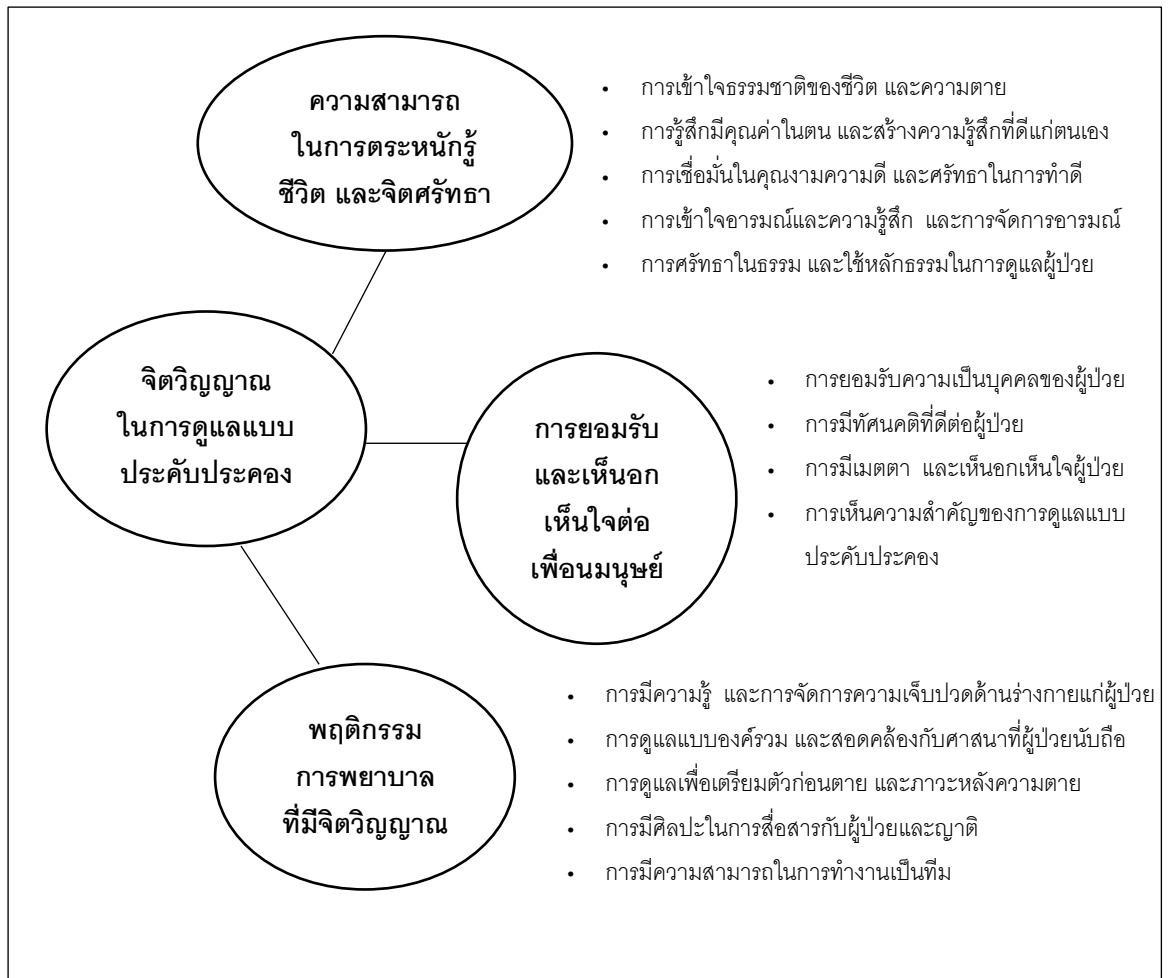 ความสามารถ
ในการตระหนักรู้
ชีวิต และจิตศรัทธา
• การเข้าใจธรรมชาติของชีวิต และความตาย
• การรู้สึกมีคุณค่าในตน และสร้างความรู้สึกที่ดีแก่ตนเอง
• การเชื่อมั่นในคุณงามความดี และศรัทธาในการทำดี
• การเข้าใจอารมณ์และความรู้สึก และการจัดการอารมณ์
• การศรัทธาในธรรม และใช้หลักธรรมในการดูแลผู้ป่วย
จิตวิญญาณ
ในการดูแลแบบ
ประคับประคอง
การยอมรับ
และเห็นอก
เห็นใจต่อ
เพื่อนมนุษย์
• การยอมรับความเป็นบุคคลของผู้ป่วย
• การมีทัศนคติที่ดีต่อผู้ป่วย
• การมีเมตตา และเห็นอกเห็นใจผู้ป่วย
• การเห็นความสำคัญของการดูแลแบบ
ประคับประคอง
พฤติกรรม
การพยาบาล
ที่มีจิตวิญญาณ
• การมีความรู้ และการจัดการความเจ็บปวดด้านร่างกายแก่ผู้ป่วย
• การดูแลแบบองค์รวม และสอดคล้องกับศาสนาที่ผู้ป่วยนับถือ
• การดูแลเพื่อเตรียมตัวก่อนตาย และภาวะหลังความตาย
• การมีศิลปะในการสื่อสารกับผู้ป่วยและญาติ
• การมีความสามารถในการทำงานเป็นทีม